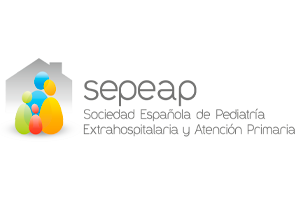 sepeap
Sociedad Española de Pediatría
Extrahospitalaria y Atención Primaria